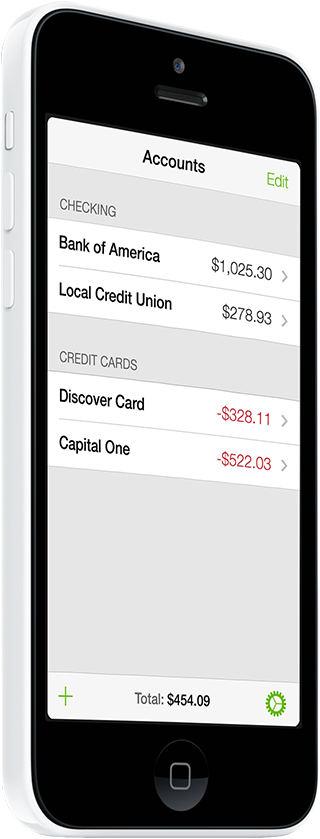 Accounts
Edit
CHECKING
Bank of America $1,025.30
Local Credit Union $278.93
CREDIT CARDS
Discover Card -$328.11
Capital One -$522.03
Total: $454.09